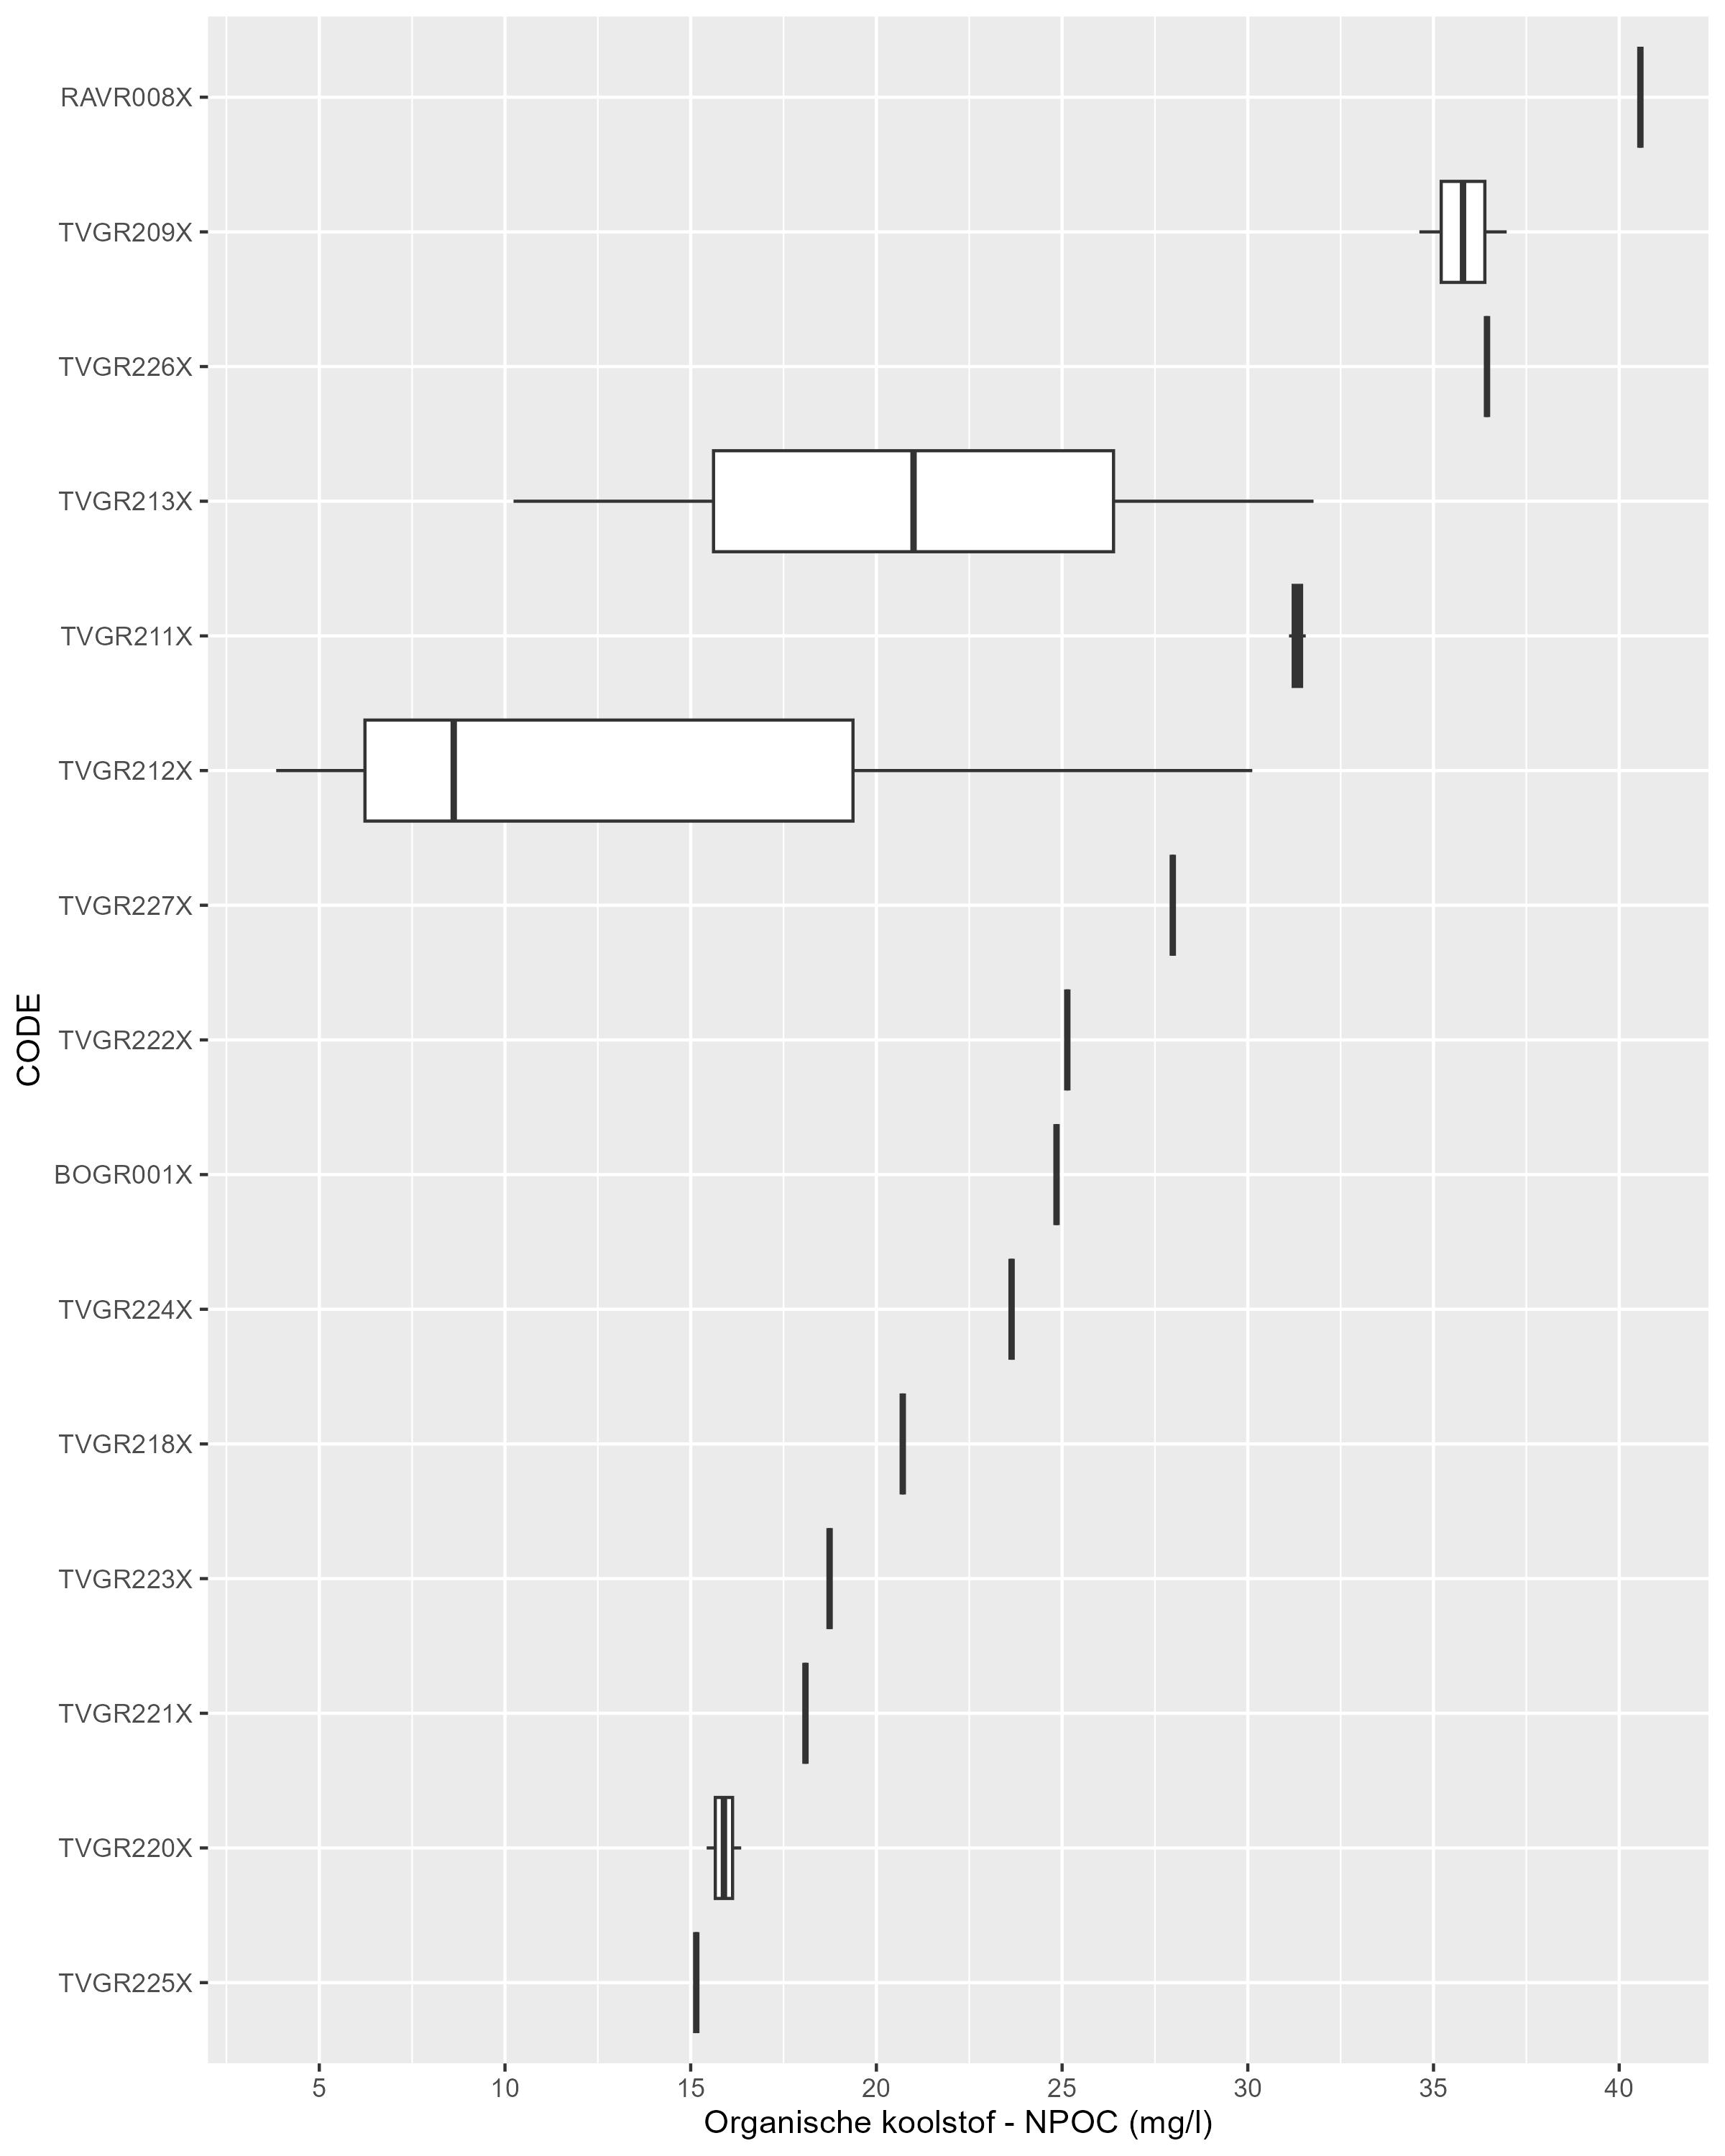 RAVR008X
TVGR209X
TVGR226X
TVGR213X
TVGR211X
TVGR212X
TVGR227X
TVGR222X
BOGR001X
TVGR224X
TVGR218X
TVGR223X
TVGR221X
TVGR220X
TVGR225X
CODE
5 10 15 20 25 30 35 40
Organische koolstof - NPOC (mg/l)